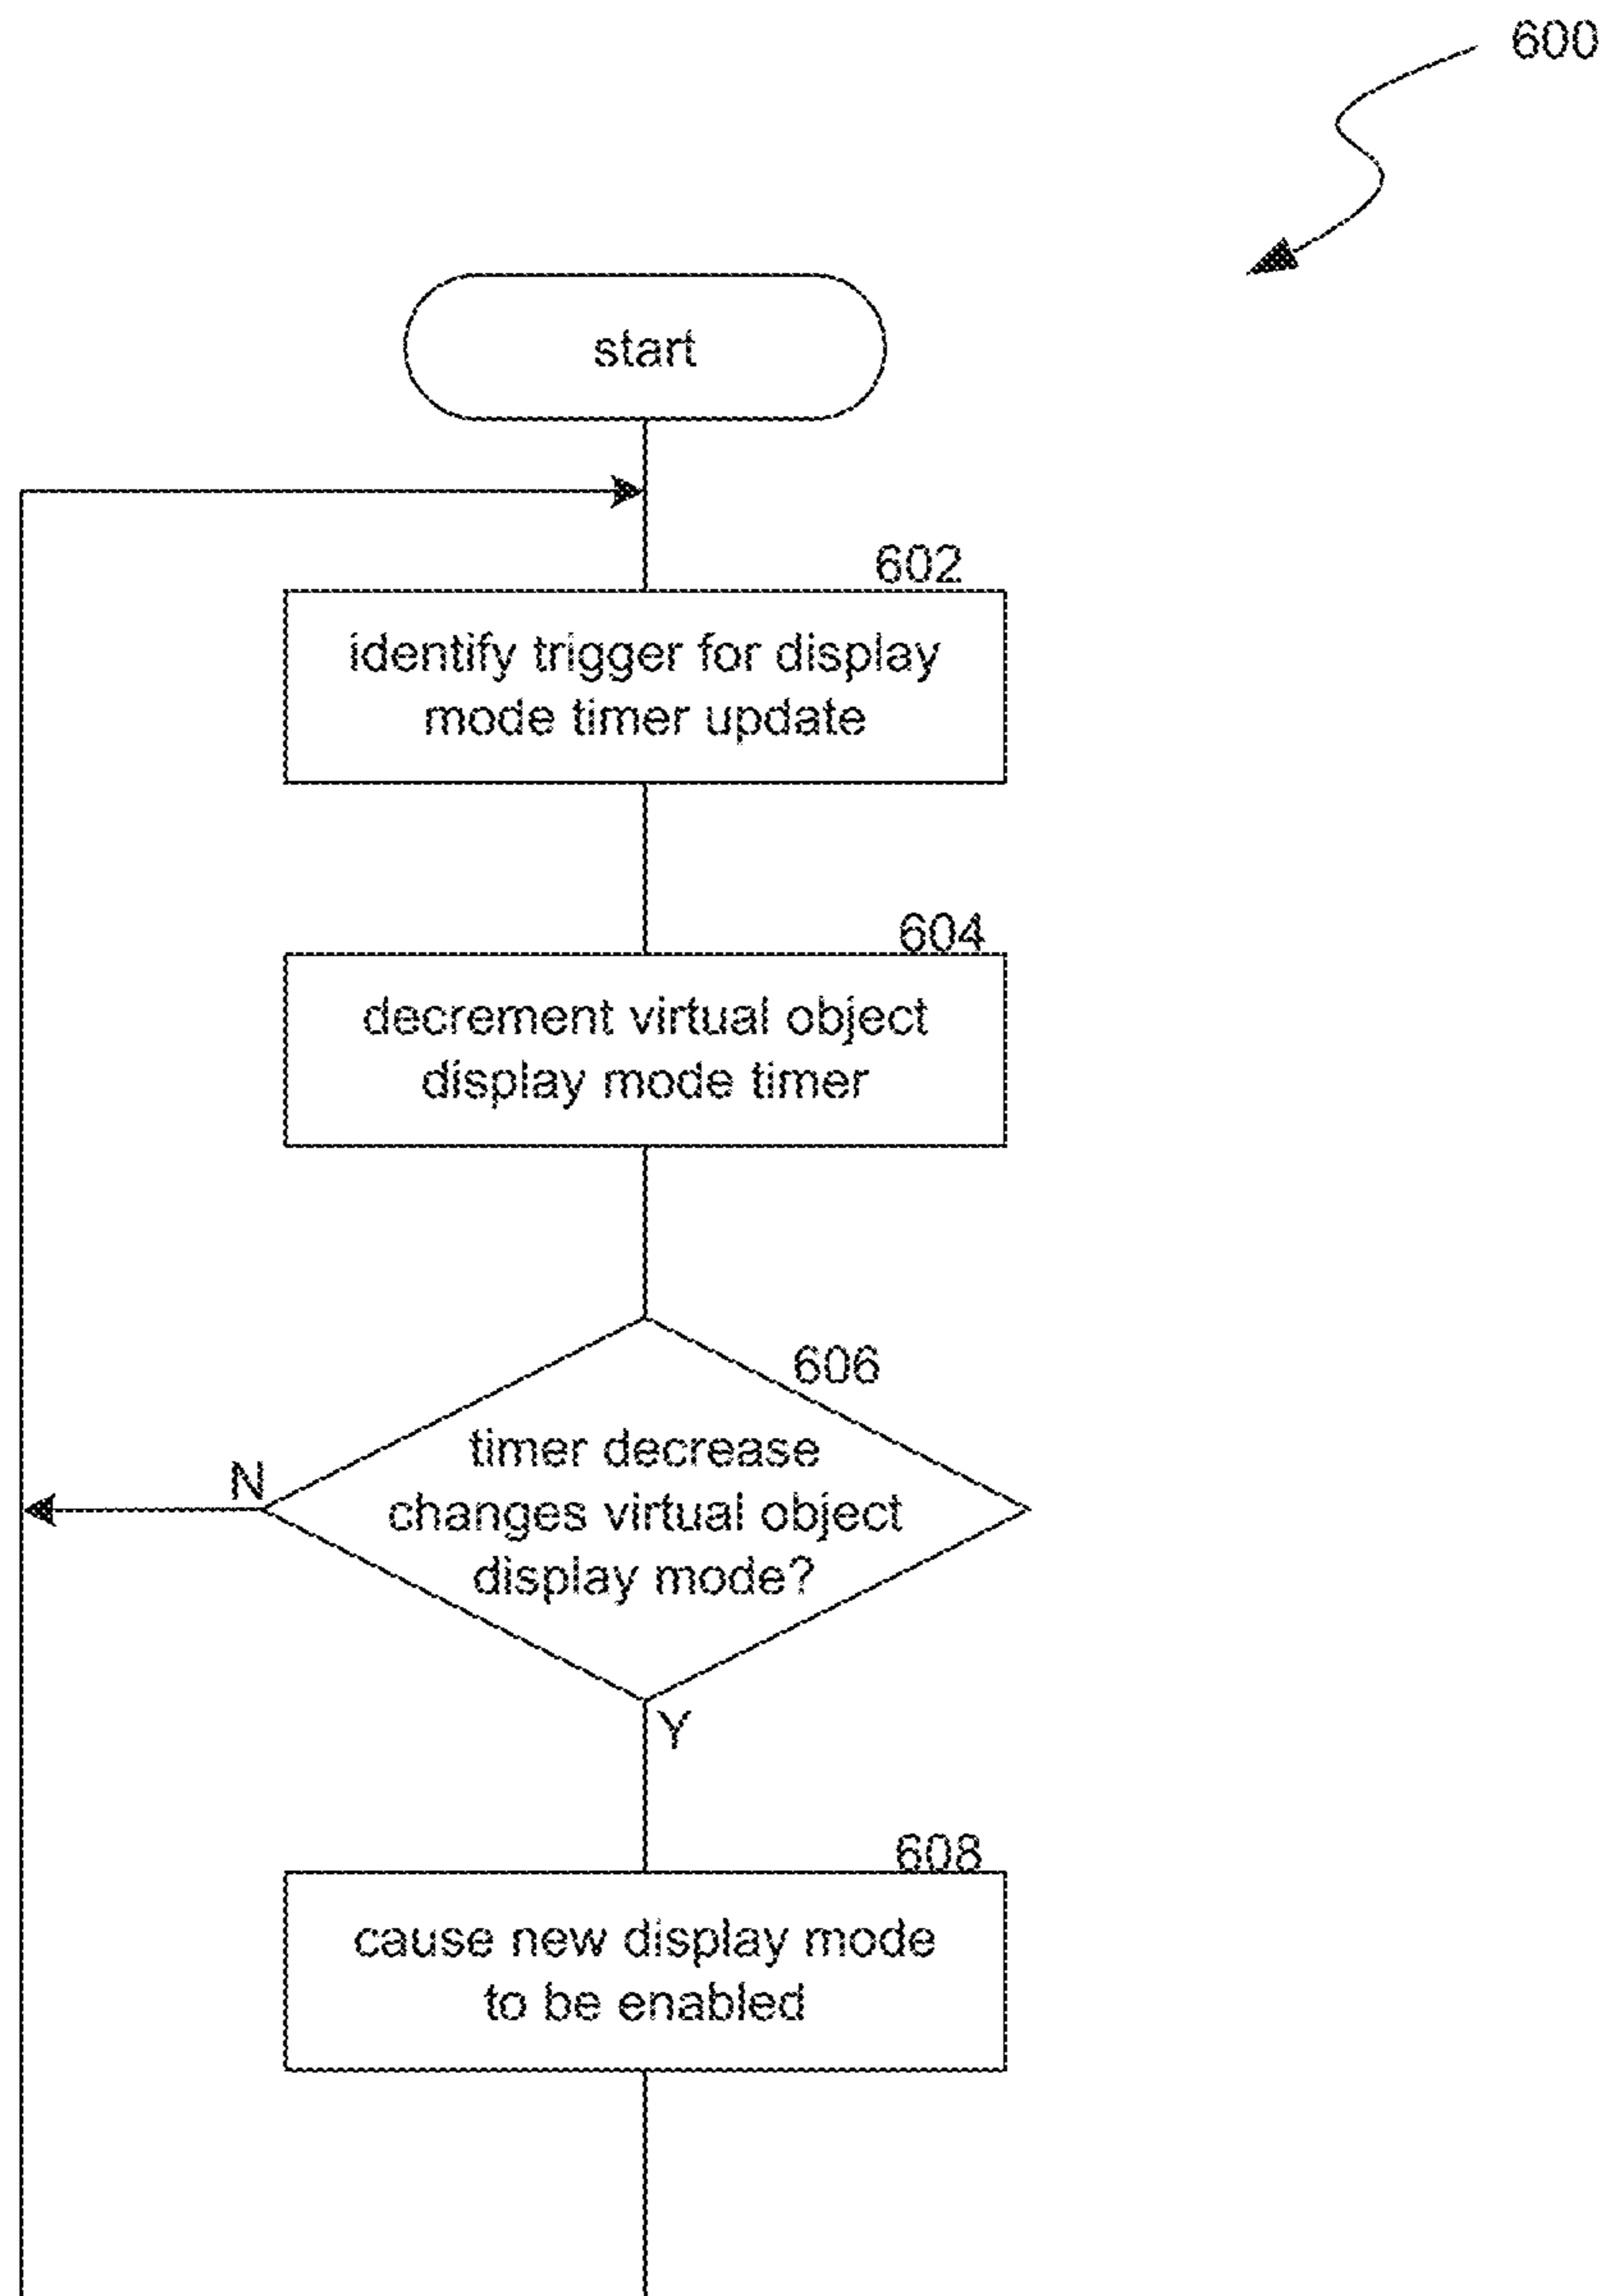 600
start
602
identify trigger for display
mode timer update
604
decrement virtual object
display mode timer
606
timer decrease
changes virtual object
display mode?
N
Y
608
cause new display mode
to be enabled